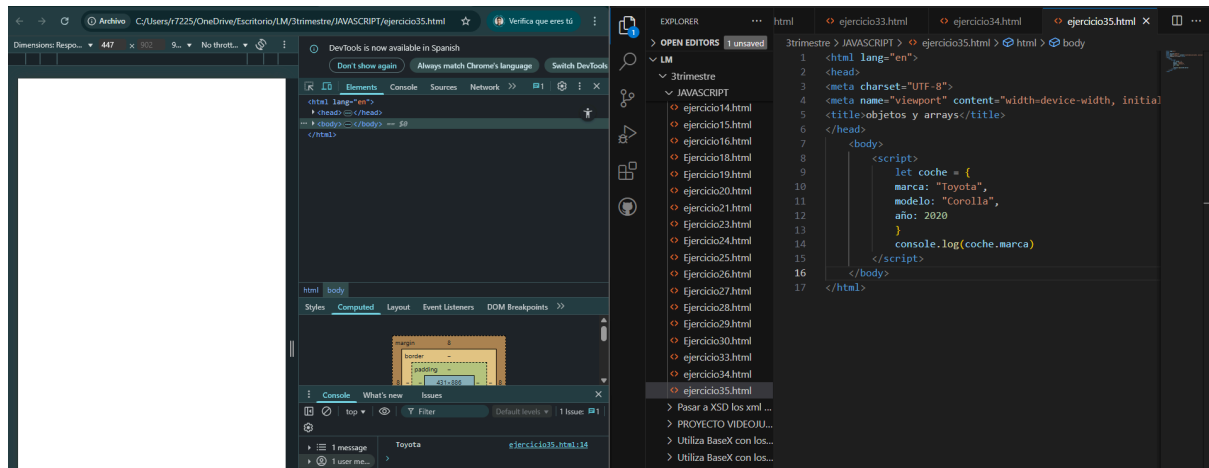 Archivo C:/Users/r7225/OneDrive/Escritorio/LM/3trimestre/JAVASCRIPT/ejercicio35.html Verifica que eres tú
Dimensions: Respo... 447 × 902 9... No thrott...
DevTools is now available in Spanish
Don't show again Always match Chrome's language Switch DevTools
Elements Console Sources Network 1
<html lang="en">
<head> </head>
... <body> </body> == $0
</html>
html body
Styles Computed Layout Event Listeners DOM Breakpoints
margin 8
border –
padding –
8 – – 431×886 – – 8
Console What's new Issues
top Filter Default levels 1 Issue: 1
1 message Toyota ejercicio35.html:14
1 user me...
EXPLORER ...
OPEN EDITORS 1 unsaved
LM
3trimestre
JAVASCRIPT
ejercicio14.html
ejercicio15.html
ejercicio16.html
Ejercicio18.html
Ejercicio19.html
ejercicio20.html
ejercicio21.html
Ejercicio23.html
Ejercicio24.html
Ejercicio25.html
Ejercicio26.html
Ejercicio27.html
Ejercicio28.html
Ejercicio29.html
Ejercicio30.html
ejercicio33.html
ejercicio34.html
ejercicio35.html
Pasar a XSD los xml ...
PROYECTO VIDEOJU...
Utiliza BaseX con los...
Utiliza BaseX con los...
html ejercicio33.html ejercicio34.html ejercicio35.html
3trimestre > JAVASCRIPT > ejercicio35.html > html > body
1 <html lang="en">
2 <head>
3 <meta charset="UTF-8">
4 <meta name="viewport" content="width=device-width, initial
5 <title>objetos y arrays</title>
6 </head>
7 <body>
8 <script>
9 let coche = {
10 marca: "Toyota",
11 modelo: "Corolla",
12 año: 2020
13 }
14 console.log(coche.marca)
15 </script>
16 </body>
17 </html>